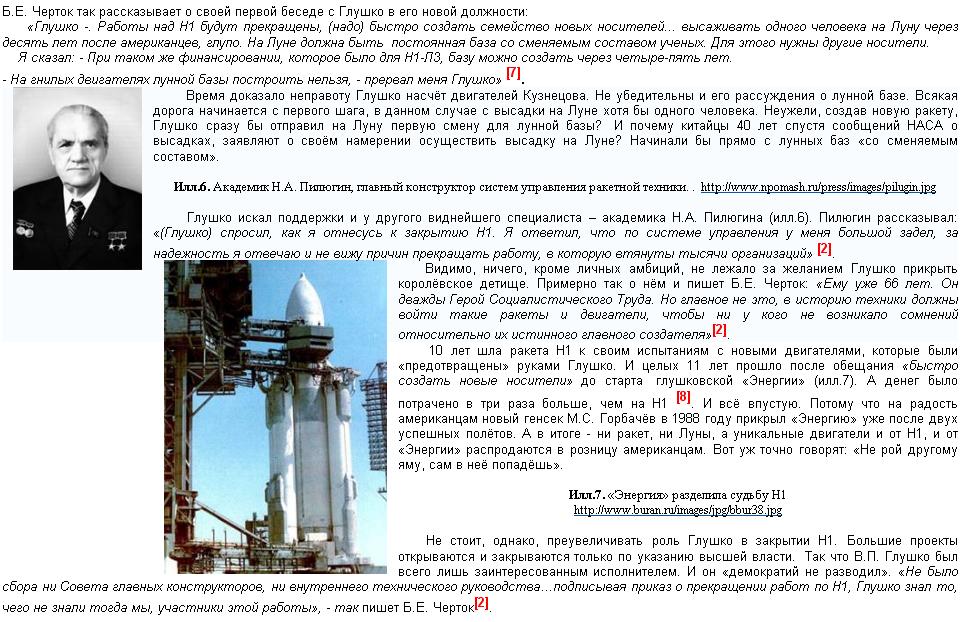 Б.Е. Черток так рассказывает о своей первой беседе с Глушко в его новой должности:
«Глушко -. Работы над Н1 будут прекращены, (надо) быстро создать семейство новых носителей... высаживать одного человека на Луну через
десять лет после американцев, глупо. На Луне должна быть постоянная база со сменяемым составом ученых. Для этого нужны другие носители.
Я сказал: - При таком же финансировании, которое было для Н1-Л3, базу можно создать через четыре-пять лет.
- На гнилых двигателях лунной базы построить нельзя, - прервал меня Глушко» [7].
Время доказало неправоту Глушко насчёт двигателей Кузнецова. Не убедительны и его рассуждения о лунной базе. Всякая
дорога начинается с первого шага, в данном случае с высадки на Луне хотя бы одного человека. Неужели, создав новую ракету,
Глушко сразу бы отправил на Луну первую смену для лунной базы? И почему китайцы 40 лет спустя сообщений НАСА о
высадках, заявляют о своём намерении осуществить высадку на Луне? Начинали бы прямо с лунных баз «со сменяемым
составом».
Илл.6. Академик Н.А. Пилюгин, главный конструктор систем управления ракетной техники. . http://www.npomash.ru/press/images/pilugin.jpg
Глушко искал поддержки и у другого виднейшего специалиста – академика Н.А. Пилюгина (илл.6). Пилюгин рассказывал:
«(Глушко) спросил, как я отнесусь к закрытию Н1. Я ответил, что по системе управления у меня большой задел, за
надежность я отвечаю и не вижу причин прекращать работу, в которую втянуты тысячи организаций» [2].
Видимо, ничего, кроме личных амбиций, не лежало за желанием Глушко прикрыть
королёвское детище. Примерно так о нём и пишет Б.Е. Черток: «Ему уже 66 лет. Он
дважды Герой Социалистического Труда. Но главное не это, в историю техники должны
войти такие ракеты и двигатели, чтобы ни у кого не возникало сомнений
относительно их истинного главного создателя»[2].
10 лет шла ракета Н1 к своим испытаниям с новыми двигателями, которые были
«предотвращены» руками Глушко. И целых 11 лет прошло после обещания «быстро
создать новые носители» до старта глушковской «Энергии» (илл.7). А денег было
потрачено в три раза больше, чем на Н1 [8]. И всё впустую. Потому что на радость
американцам новый генсек М.С. Горбачёв в 1988 году прикрыл «Энергию» уже после двух
успешных полётов. А в итоге - ни ракет, ни Луны, а уникальные двигатели и от Н1, и от
«Энергии» распродаются в розницу американцам. Вот уж точно говорят: «Не рой другому
яму, сам в неё попадёшь».
Илл.7. «Энергия» разделила судьбу Н1
http://www.buran.ru/images/jpg/bbur38.jpg
Не стоит, однако, преувеличивать роль Глушко в закрытии Н1. Большие проекты
открываются и закрываются только по указанию высшей власти. Так что В.П. Глушко был
всего лишь заинтересованным исполнителем. И он «демократий не разводил». «Не было
сбора ни Совета главных конструкторов, ни внутреннего технического руководства...подписывая приказ о прекращении работ по Н1, Глушко знал то,
чего не знали тогда мы, участники этой работы», - так пишет Б.Е. Черток[2].